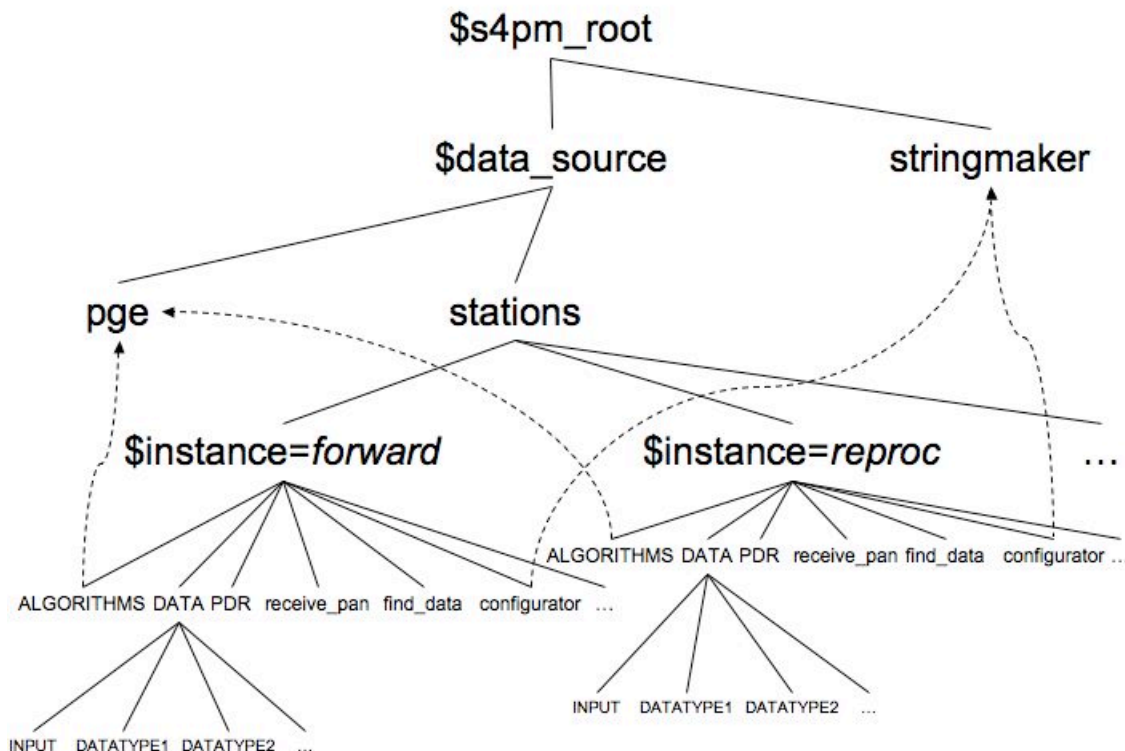 $s4pm_root
$data_source
stringmaker
pge
stations
$instance=forward
$instance=reproc
...
ALGORITHMS DATA PDR receive_pan find_data configurator ...
ALGORITHMS DATA PDR receive_pan find_data configurator ...
INPUT DATATYPE1 DATATYPE2 ...
INPUT DATATYPE1 DATATYPE2 ...